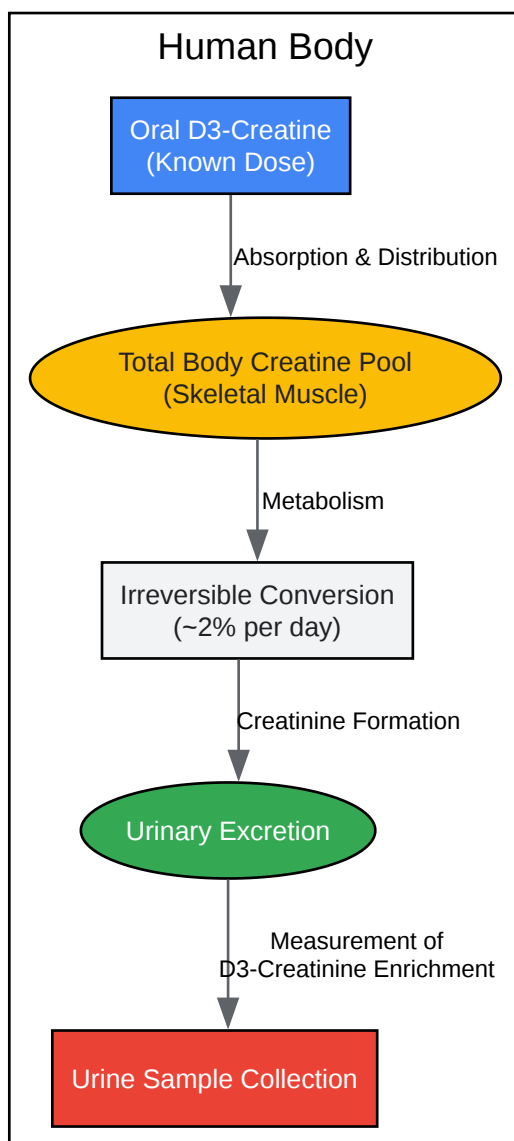 Human Body
Oral D3-Creatine
(Known Dose)
Absorption & Distribution
Total Body Creatine Pool
(Skeletal Muscle)
Metabolism
Irreversible Conversion
(~2% per day)
Creatinine Formation
Urinary Excretion
Measurement of
D3-Creatinine Enrichment
Urine Sample Collection